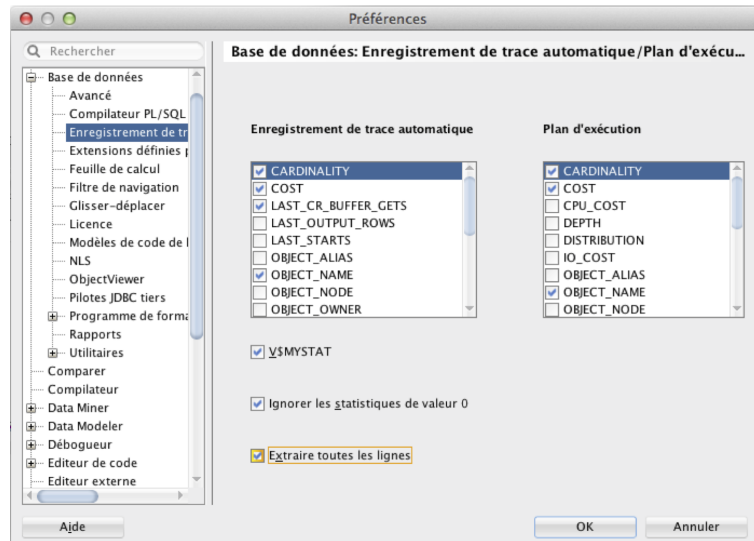 Préférences
Rechercher
Base de données
Avancé
Compilateur PL/SQL
Enregistrement de tr
Extensions définies p
Feuille de calcul
Filtre de navigation
Glisser-déplacer
Licence
Modèles de code de l
NLS
ObjectViewer
Pilotes JDBC tiers
Programme de forma
Rapports
Utilitaires
Comparer
Compilateur
Data Miner
Data Modeler
Débogueur
Editeur de code
Editeur externe
Base de données: Enregistrement de trace automatique/Plan d'exécu...
Enregistrement de trace automatique
CARDINALITY
COST
LAST_CR_BUFFER_GETS
LAST_OUTPUT_ROWS
LAST_STARTS
OBJECT_ALIAS
OBJECT_NAME
OBJECT_NODE
OBJECT_OWNER
Plan d'exécution
CARDINALITY
COST
CPU_COST
DEPTH
DISTRIBUTION
IO_COST
OBJECT_ALIAS
OBJECT_NAME
OBJECT_NODE
V$MYSTAT
Ignorer les statistiques de valeur 0
Extraire toutes les lignes
Aide
OK
Annuler